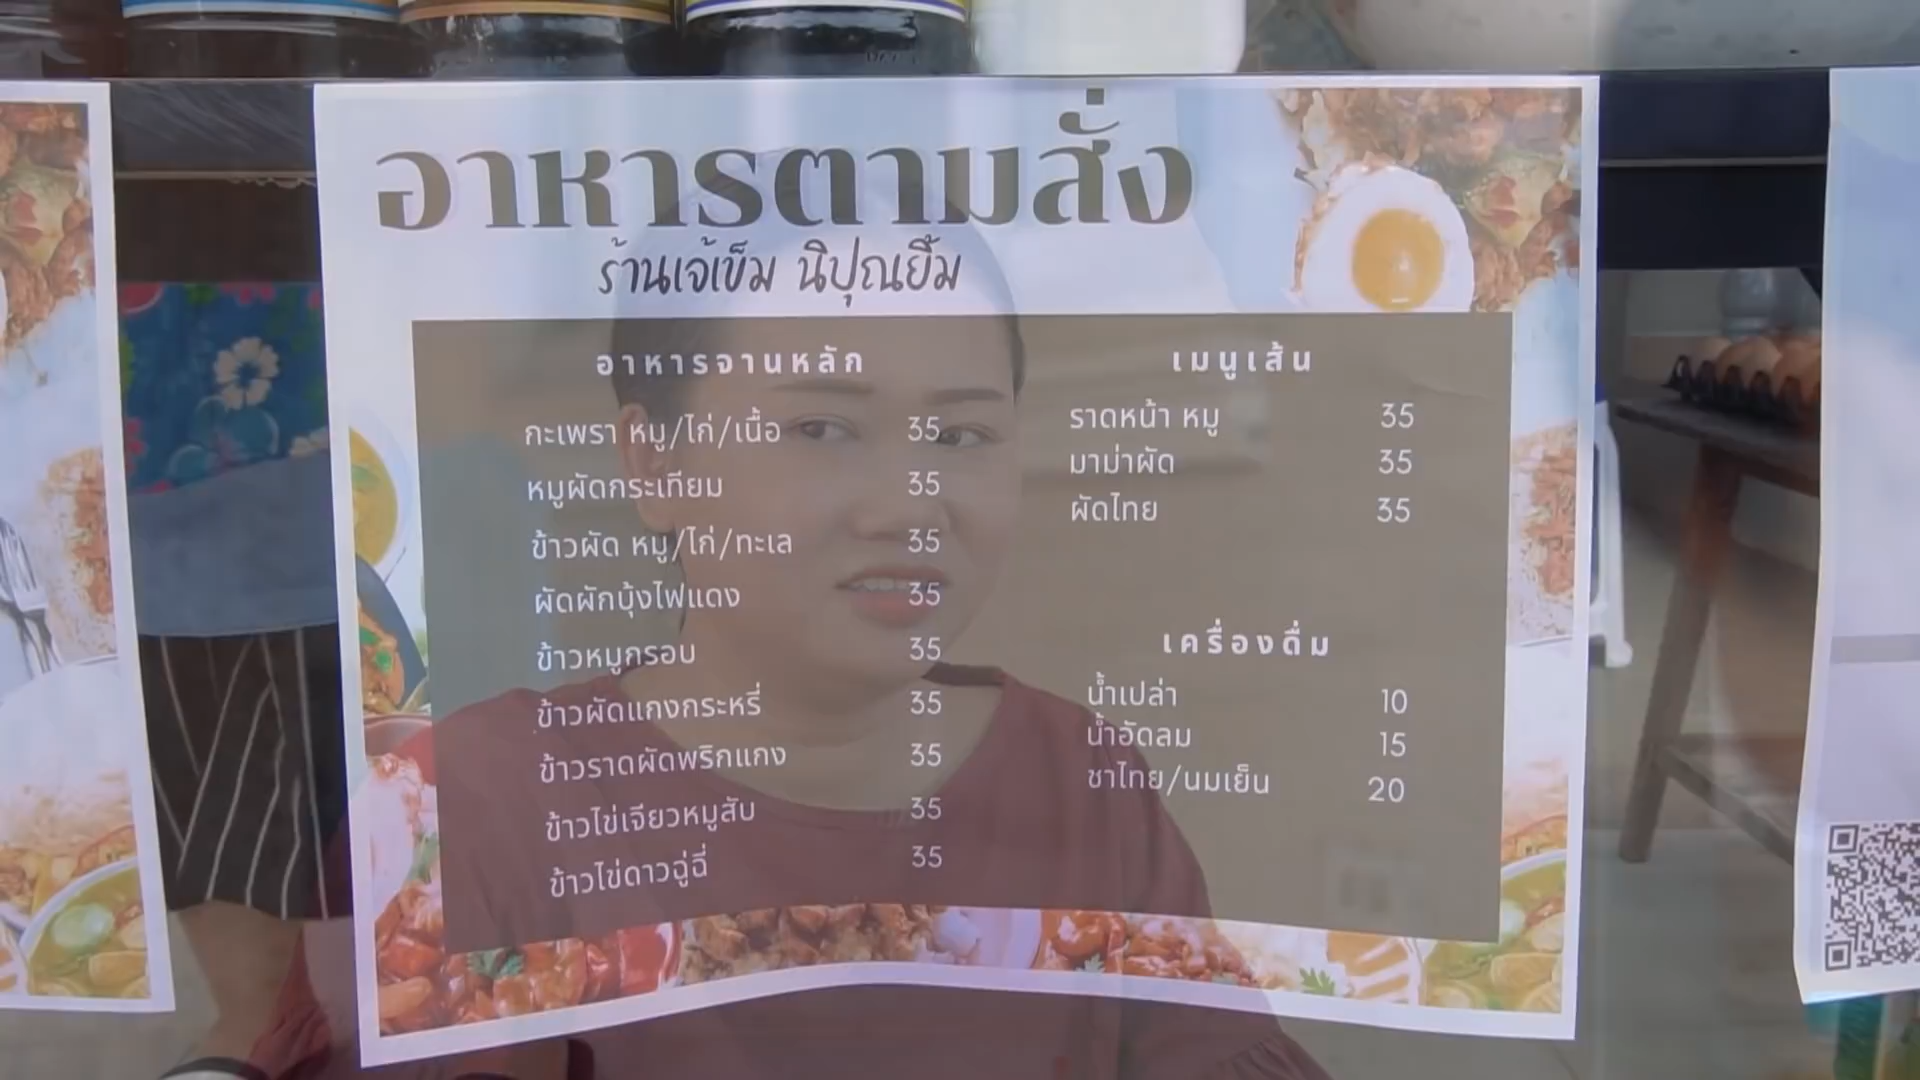 อาหารตามสั่ง
ร้านเจ้เข็ม นิปุณยิ้ม
อาหารจานหลัก
กะเพรา หมู/ไก่/เนื้อ 35
หมูผัดกระเทียม 35
ข้าวผัด หมู/ไก่/ทะเล 35
ผัดผักบุ้งไฟแดง 35
ข้าวหมูกรอบ 35
ข้าวผัดแกงกระหรี่ 35
ข้าวราดผัดพริกแกง 35
ข้าวไข่เจียวหมูสับ 35
ข้าวไข่ดาวฉู่ฉี่ 35
เมนูเส้น
ราดหน้า หมู 35
มาม่าผัด 35
ผัดไทย 35
เครื่องดื่ม
น้ำเปล่า 10
น้ำอัดลม 15
ชาไทย/นมเย็น 20